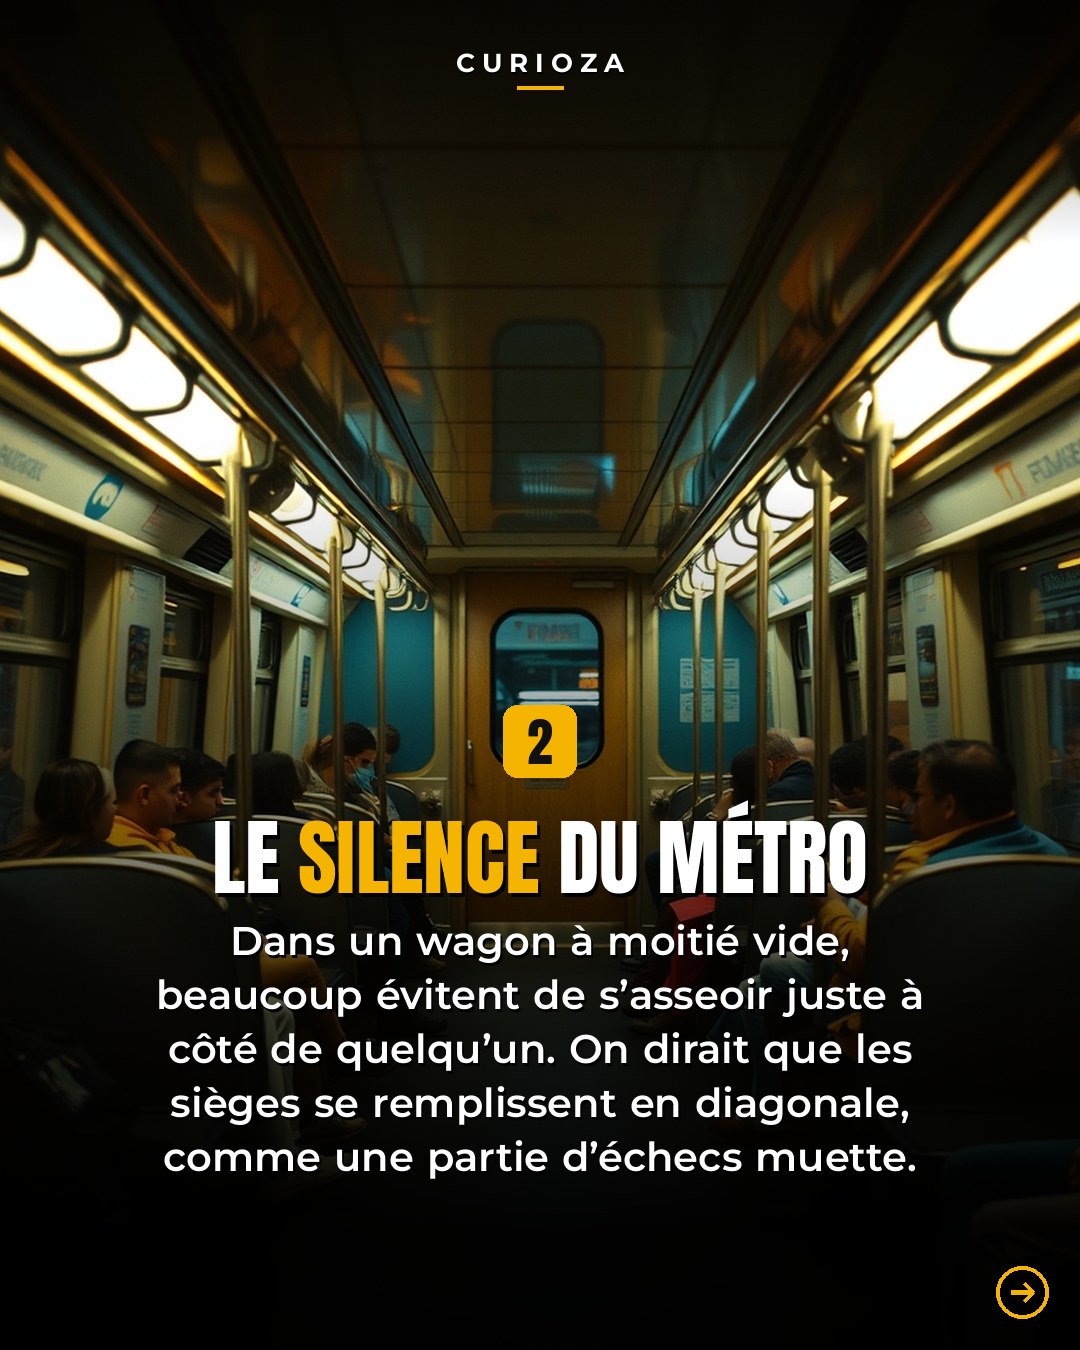 CURIOZA
2
LE SILENCE DU MÉTRO
Dans un wagon à moitié vide,
beaucoup évitent de s’asseoir juste à
côté de quelqu’un. On dirait que les
sièges se remplissent en diagonale,
comme une partie d’échecs muette.